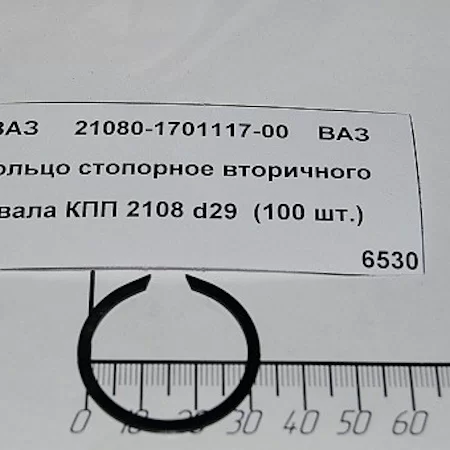 ВАЗ 21080-1701117-00 ВАЗ
кольцо стопорное вторичного
вала КПП 2108 d29 (100 шт.)
6530
0 10 20 30 40 50 60